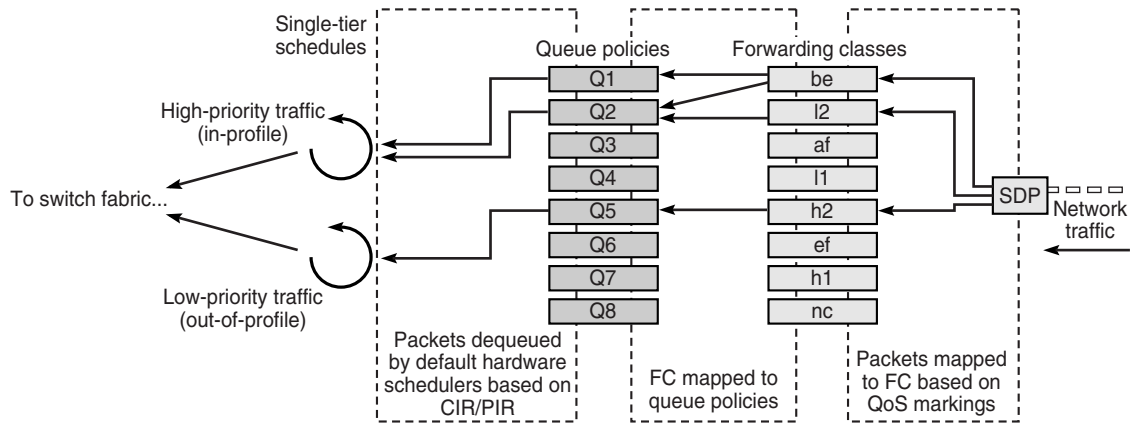 Single-tier
schedules
Queue policies
Forwarding classes
High-priority traffic
(in-profile)
To switch fabric...
Low-priority traffic
(out-of-profile)
Q1
Q2
Q3
Q4
Q5
Q6
Q7
Q8
be
l2
af
l1
h2
ef
h1
nc
SDP
Network
traffic
Packets dequeued
by default hardware
schedulers based on
CIR/PIR
FC mapped to
queue policies
Packets mapped
to FC based on
QoS markings